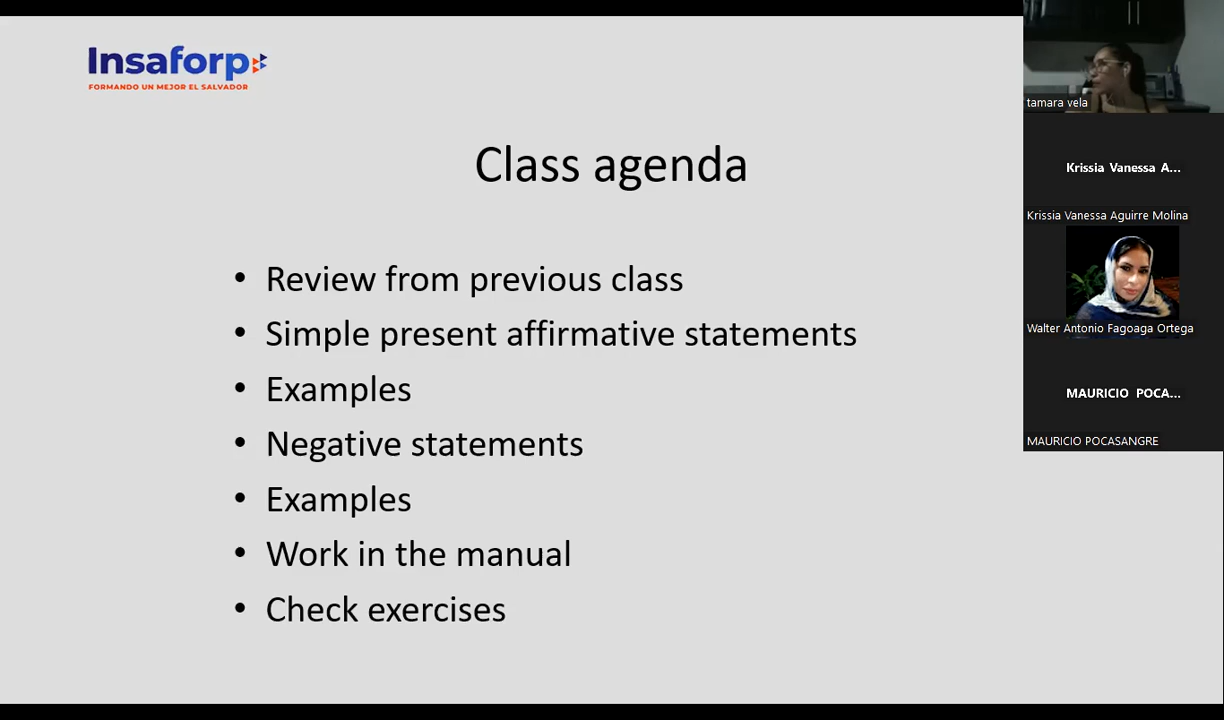 Insaforp
FORMANDO UN MEJOR EL SALVADOR
Class agenda
• Review from previous class
• Simple present affirmative statements
• Examples
• Negative statements
• Examples
• Work in the manual
• Check exercises
tamara vela
Krissia Vanessa A...
Krissia Vanessa Aguirre Molina
Walter Antonio Fagoaga Ortega
MAURICIO POCA...
MAURICIO POCASANGRE